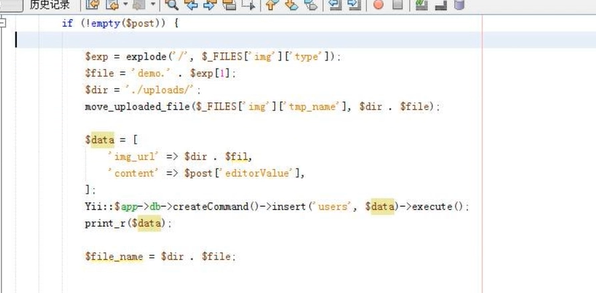 历史记录
if (!empty($post)) {
$exp = explode('/', $_FILES['img']['type']);
$file = 'demo.' . $exp[1];
$dir = './uploads/';
move_uploaded_file($_FILES['img']['tmp_name'], $dir . $file);
$data = [
'img_url' => $dir . $fil,
'content' => $post['editorValue'],
];
Yii::$app->db->createCommand()->insert('users', $data)->execute();
print_r($data);
$file_name = $dir . $file;